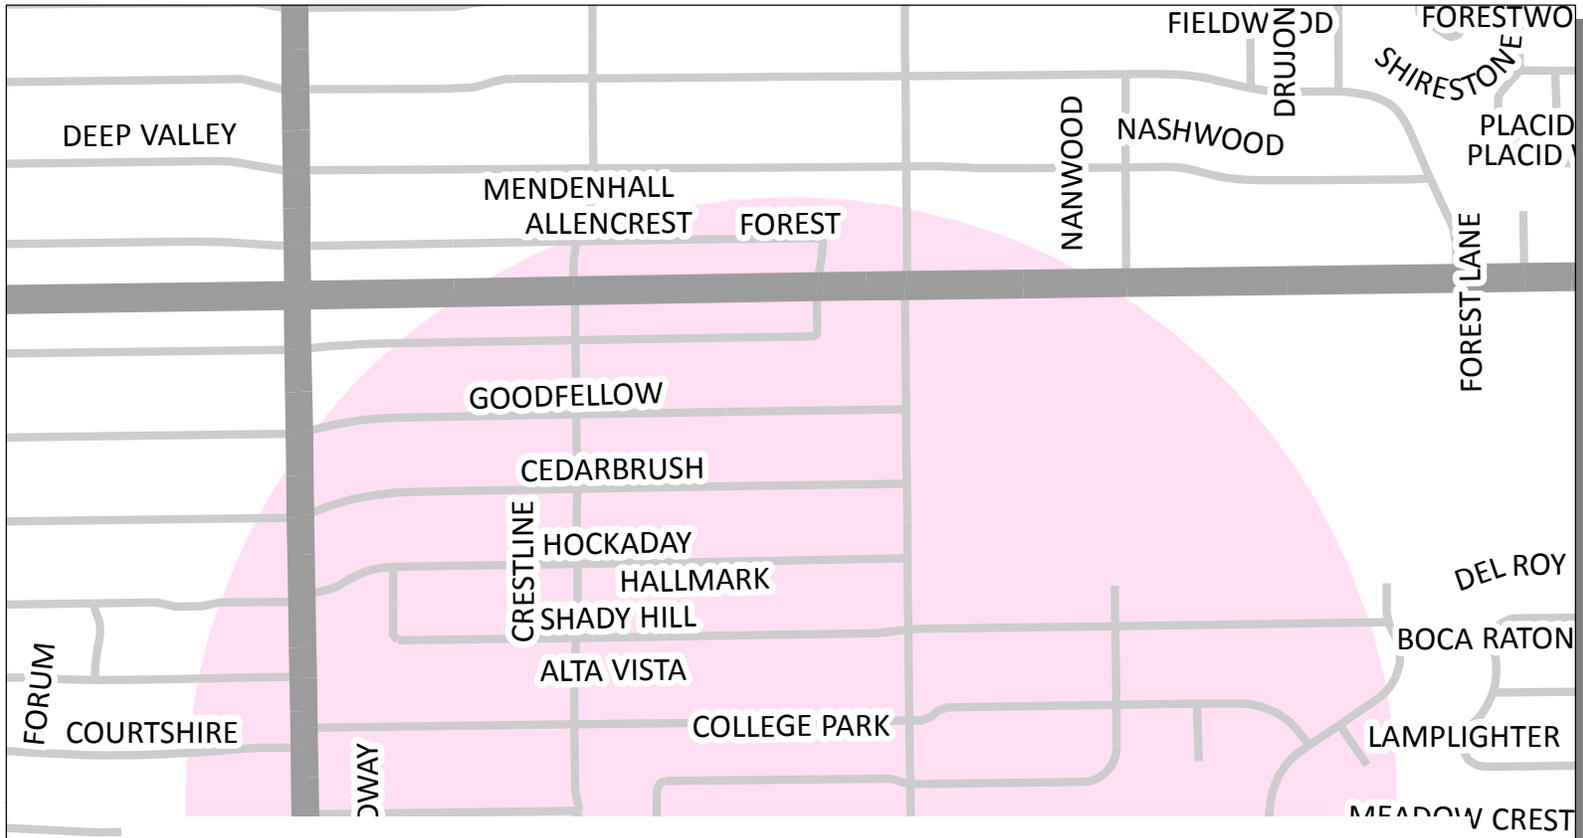 FIELDWOOD
DRUJON
FORESTWO
SHIRESTONE
DEEP VALLEY
NANWOOD
NASHWOOD
PLACID
PLACID
MENDENHALL
ALLENCREST
FOREST
FOREST LANE
GOODFELLOW
CEDARBRUSH
CRESTLINE
HOCKADAY
HALLMARK
DEL ROY
SHADY HILL
BOCA RATON
FORUM
ALTA VISTA
COURTSHIRE
COLLEGE PARK
LAMPLIGHTER
DWAY
MEADOW CREST